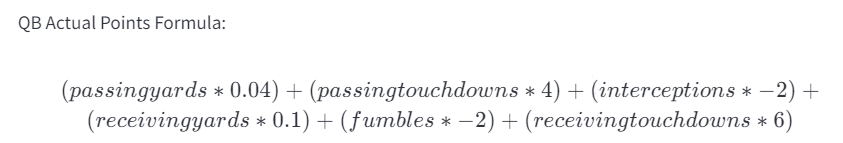 QB Actual Points Formula:
(passingyards * 0.04) + (passingtouchdowns * 4) + (interceptions * −2) +
(receivingyards * 0.1) + (fumbles * −2) + (receivingtouchdowns * 6)